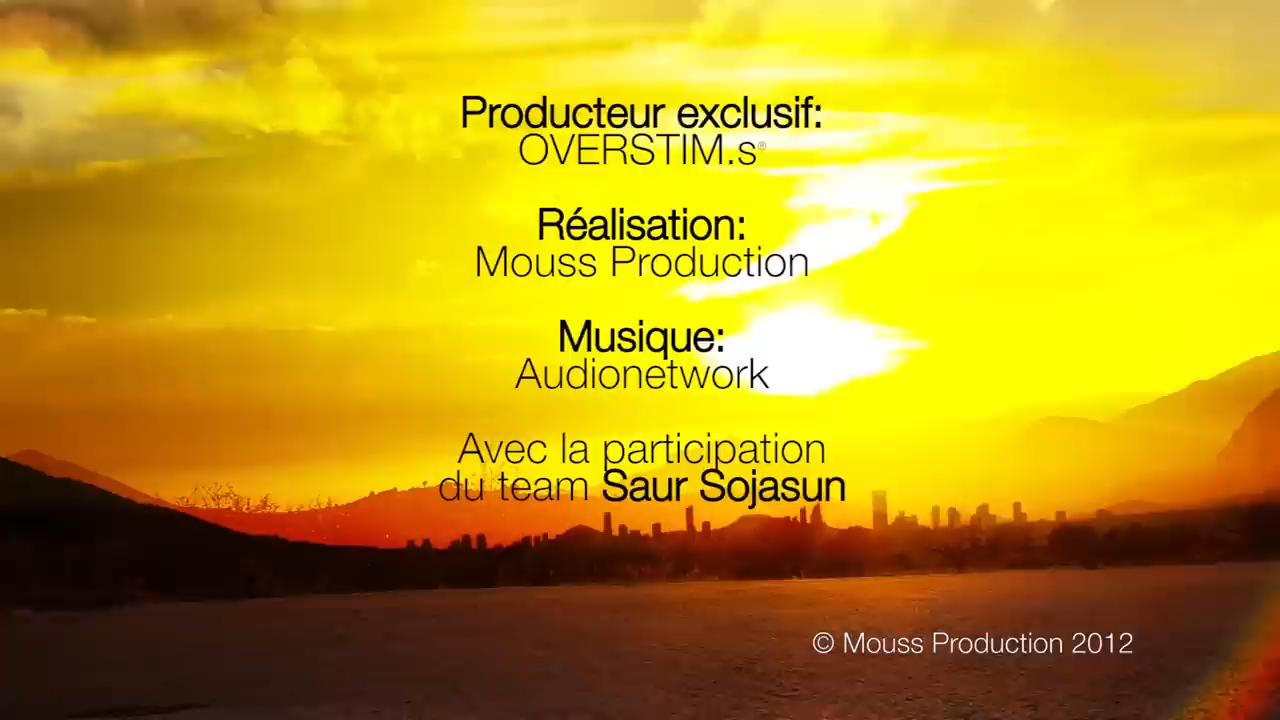 Producteur exclusif:
OVERSTIM.s®
Réalisation:
Mouss Production
Musique:
Audionetwork
Avec la participation
du team Saur Sojasun
© Mouss Production 2012